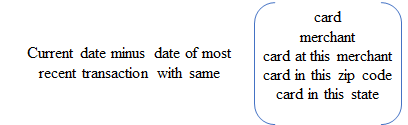 Current date minus date of most
recent transaction with same
card
merchant
card at this merchant
card in this zip code
card in this state